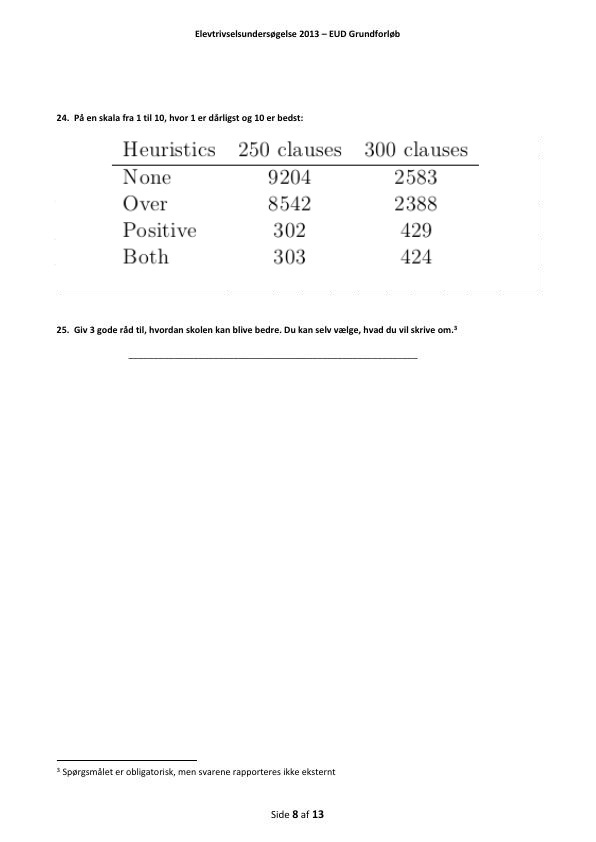 Elevtrivselsundersøgelse 2013 – EUD Grundforløb
24. På en skala fra 1 til 10, hvor 1 er dårligst og 10 er bedst:
Heuristics 250 clauses 300 clauses
None 9204 2583
Over 8542 2388
Positive 302 429
Both 303 424
25. Giv 3 gode råd til, hvordan skolen kan blive bedre. Du kan selv vælge, hvad du vil skrive om.³
³ Spørgsmålet er obligatorisk, men svarene rapporteres ikke eksternt
Side 8 af 13